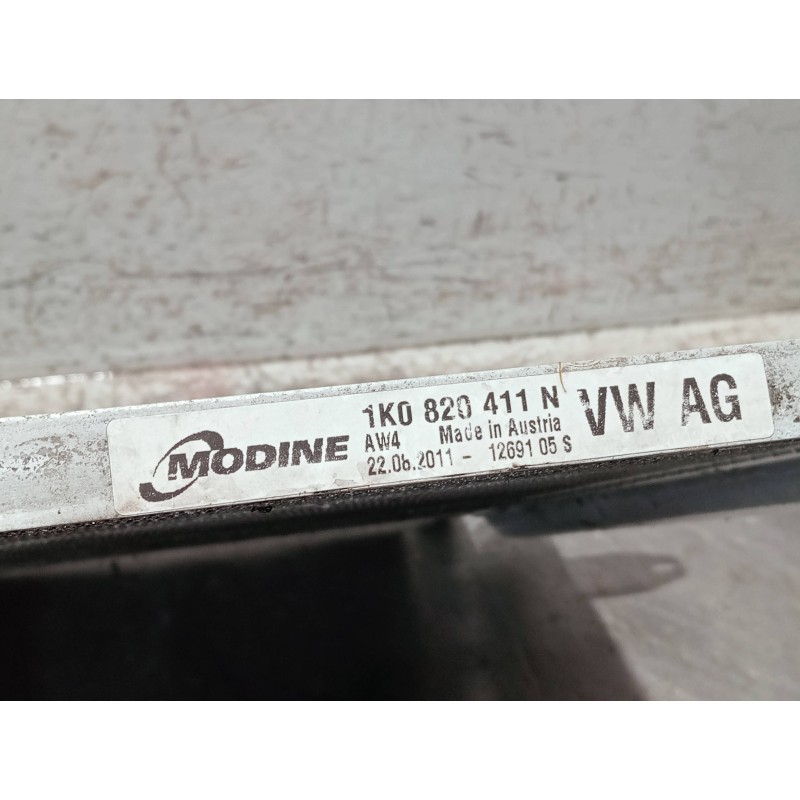 MODINE
1K0 820 411 N
AW4 Made in Austria
22.06.2011 - 12691 05 S
VW AG